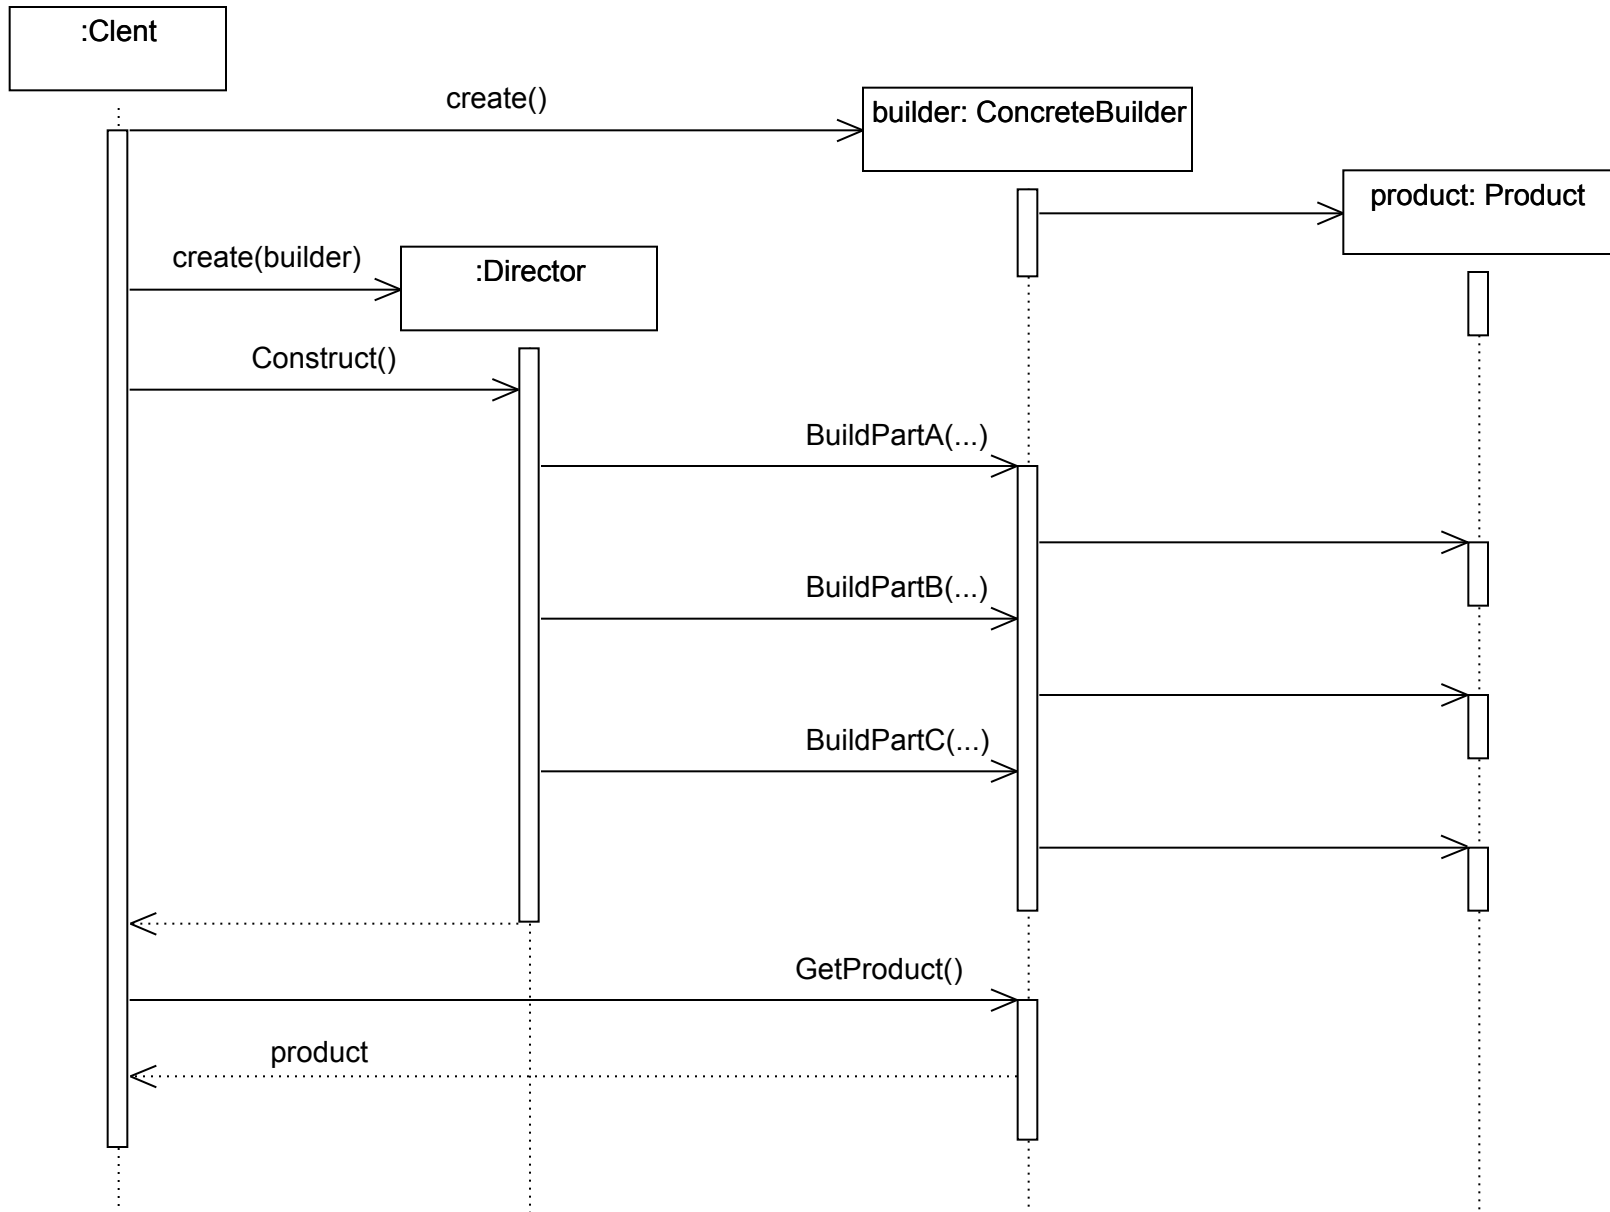 :Clent
create()
builder: ConcreteBuilder
product: Product
create(builder)
:Director
Construct()
BuildPartA(...)
BuildPartB(...)
BuildPartC(...)
GetProduct()
product